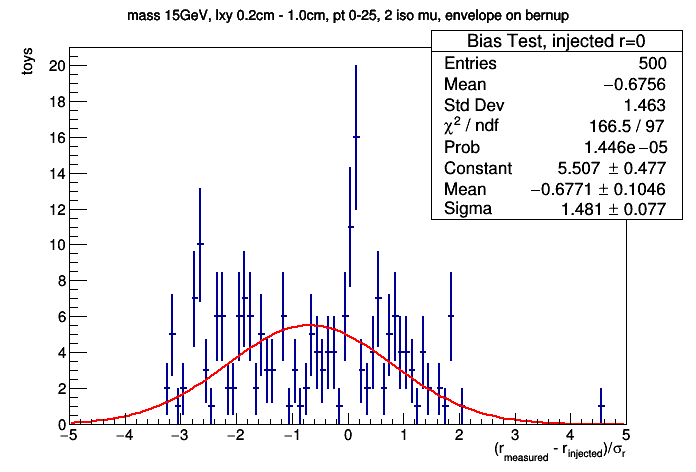 mass 15GeV, lxy 0.2cm - 1.0cm, pt 0-25, 2 iso mu, envelope on bernup
Bias Test, injected r=0
Entries 500
Mean −0.6756
Std Dev 1.463
χ² / ndf 166.5 / 97
Prob 1.446e−05
Constant 5.507 ± 0.477
Mean −0.6771 ± 0.1046
Sigma 1.481 ± 0.077
toys
20
18
16
14
12
10
8
6
4
2
0
−5 −4 −3 −2 −1 0 1 2 3 4 5
(r_measured - r_injected)/σ_r